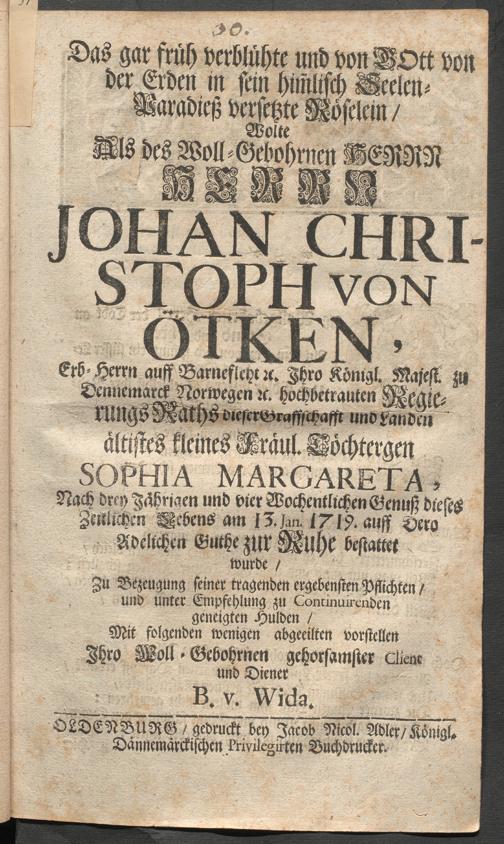 30.
Das gar früh verblühte und von GOtt von
der Erden in sein him̃lisch Seelen-
Paradieß versetzte Röselein /
Wolte
Als des Woll-Gebohrnen HERRN
HERRN
JOHAN CHRI-
STOPH VON
OTKEN,
Erb-Herrn auff Barnefleht ꝛc. Ihro Königl. Majest. zu
Dennemarck Norwegen ꝛc. hochbetrauten Regie-
rungs Raths dieser Graffschafft und Landen
ältistes kleines Fräul. Töchtergen
SOPHIA MARGARETA,
Nach drey Jährigen und vier Wochentlichen Genuß dieses
Zeitlichen Lebens am 13. Jan. 1719. auff Dero
Adelichen Guthe zur Ruhe bestattet
wurde /
Zu Bezeugung seiner tragenden ergebensten Pflichten /
und unter Empfehlung zu Continuirenden
geneigten Hulden /
Mit folgenden wenigen abgeeilten vorstellen
Ihro Woll-Gebohrnen gehorsamster Client
und Diener
B. v. Wida.
OLDENBURG / gedruckt bey Jacob Nicol. Adler / Königl.
Dännemärckischen Privilegirten Buchdrucker.